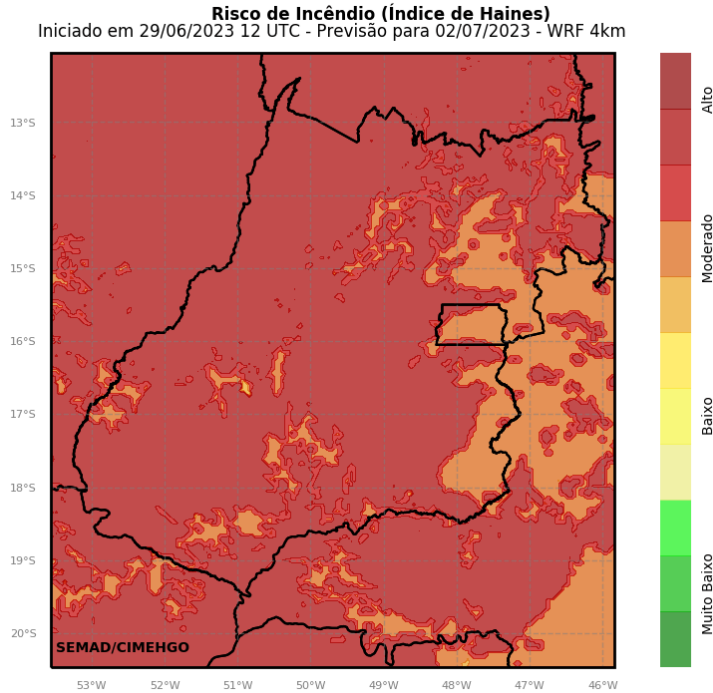 Risco de Incêndio (Índice de Haines)
Iniciado em 29/06/2023 12 UTC - Previsão para 02/07/2023 - WRF 4km
13°S
14°S
15°S
16°S
17°S
18°S
19°S
20°S
53°W
52°W
51°W
50°W
49°W
48°W
47°W
46°W
SEMAD/CIMEHGO
Alto
Moderado
Baixo
Muito Baixo